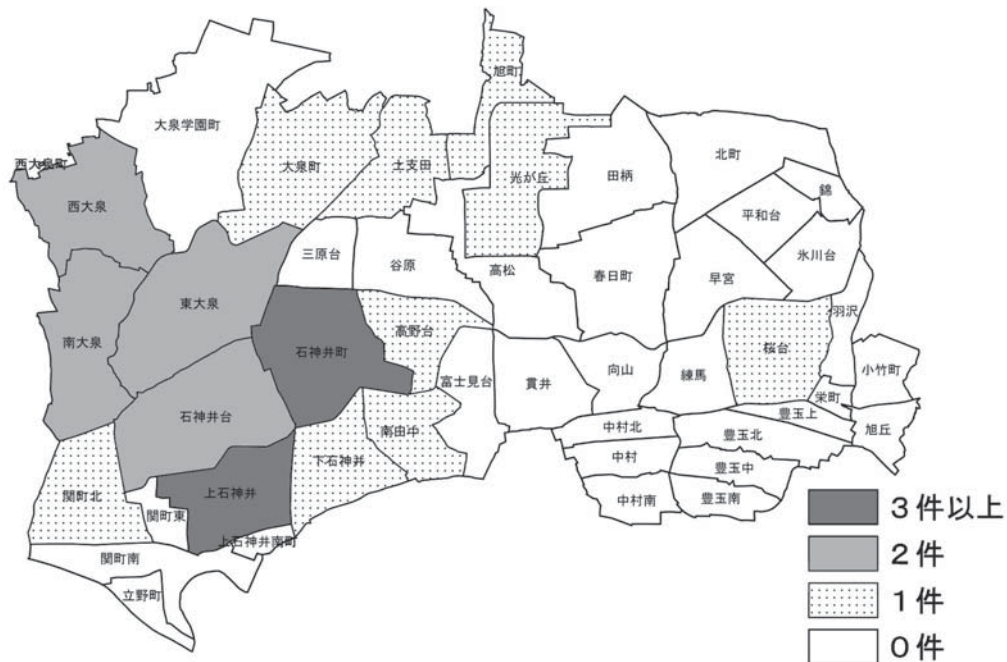 旭町
大泉学園町
大泉町
土支田
光が丘
田柄
北町
西大泉町
西大泉
錦
平和台
氷川台
三原台
谷原
高松
春日町
早宮
東大泉
南大泉
石神井町
高野台
羽沢
桜台
富士見台
貫井
向山
練馬
小竹町
栄町
石神井台
南田中
中村北
豊玉上
豊玉北
旭丘
中村
豊玉中
下石神井
上石神井
関町北
中村南
豊玉南
関町東
上石神井南町
関町南
立野町
3件以上
2件
1件
0件